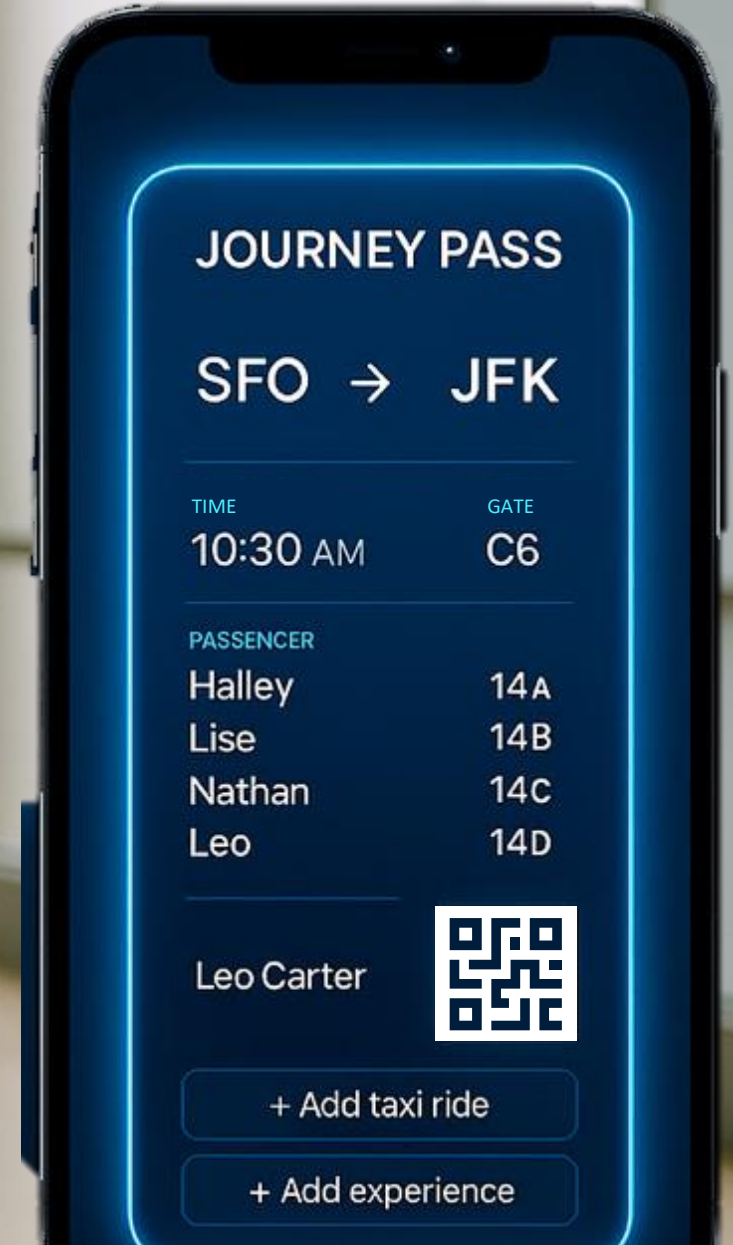 JOURNEY PASS
SFO → JFK
TIME GATE
10:30 AM C6
PASSENCER
Halley 14A
Lise 14B
Nathan 14C
Leo 14D
Leo Carter
+ Add taxi ride
+ Add experience